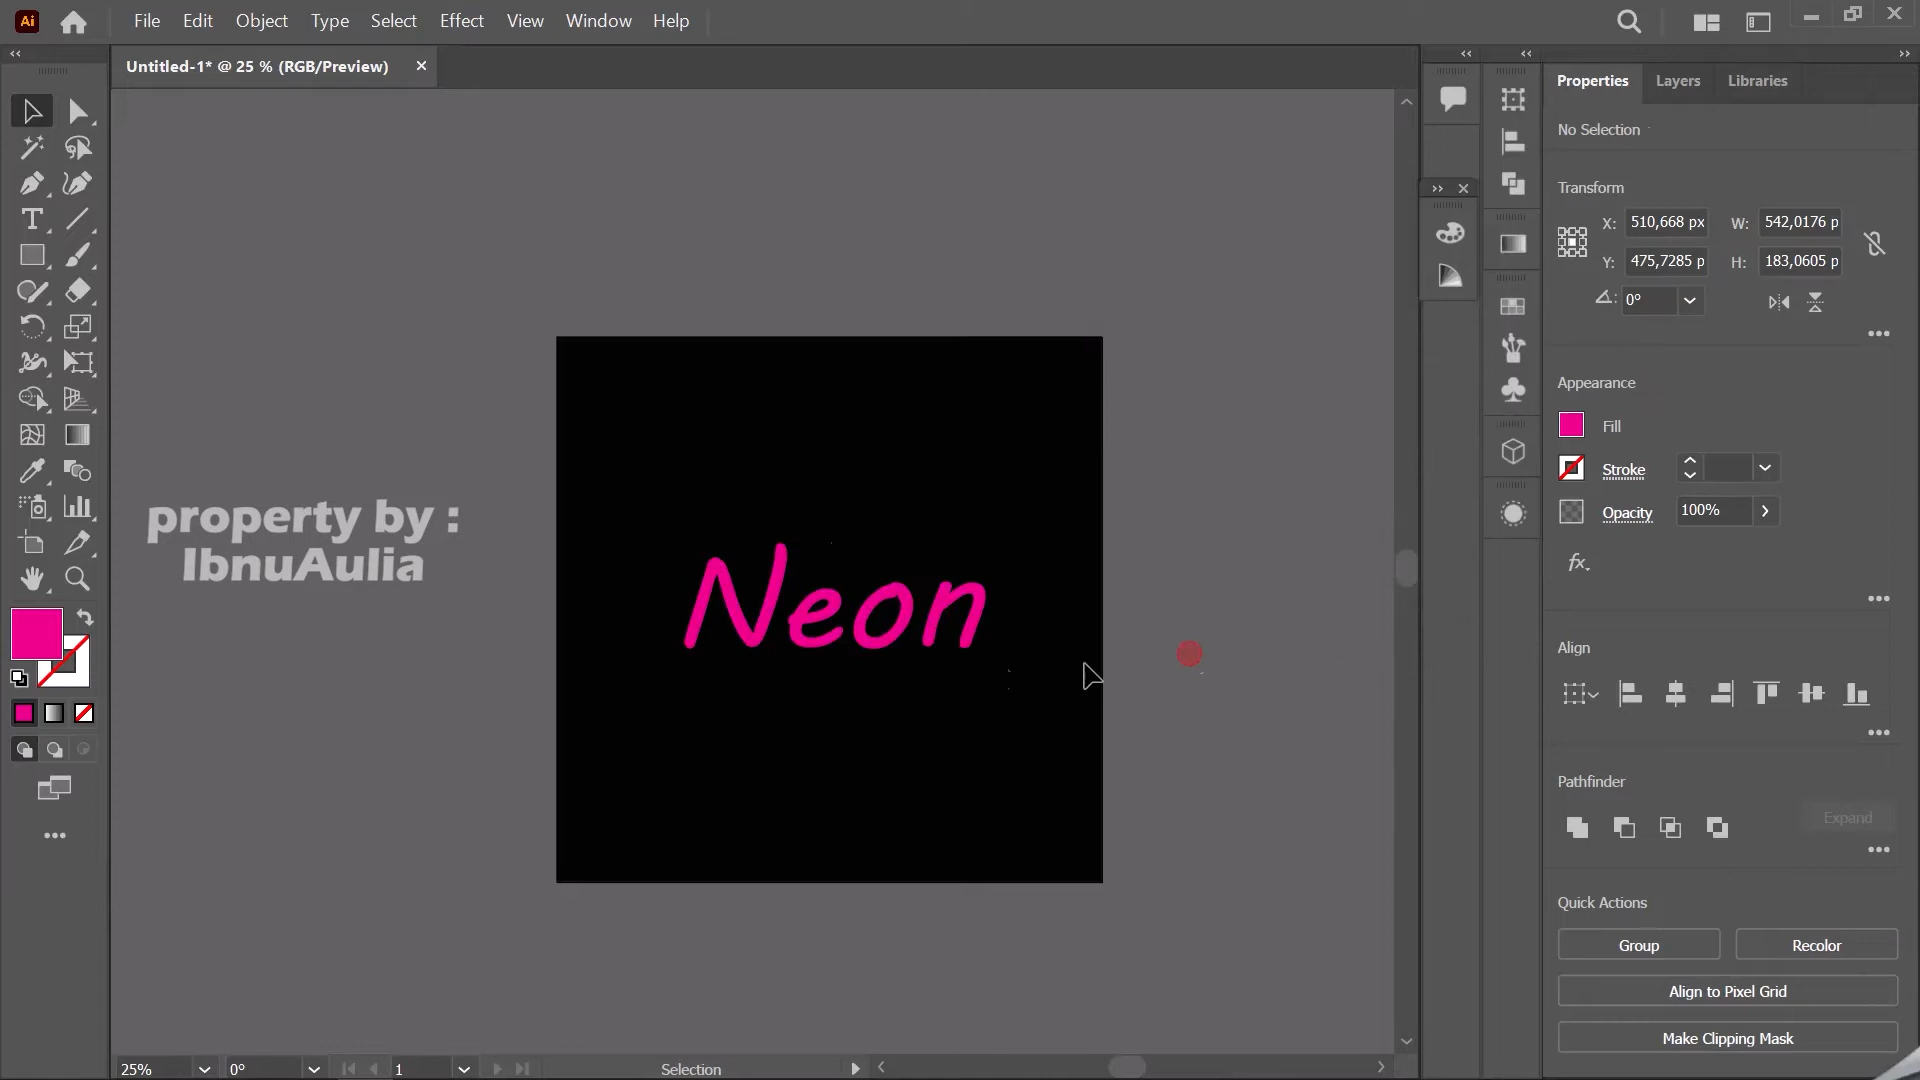 Ai File Edit Object Type Select Effect View Window Help
Untitled-1* @ 25 % (RGB/Preview)
Properties Layers Libraries
No Selection
Transform
X: 510,668 px W: 542,0176 p
Y: 475,7285 p H: 183,0605 p
0°
Appearance
Fill
Stroke
Opacity 100%
fx
property by :
IbnuAulia
Neon
Align
Pathfinder
Expand
Quick Actions
Group Recolor
Align to Pixel Grid
Make Clipping Mask
25% 0° 1 Selection